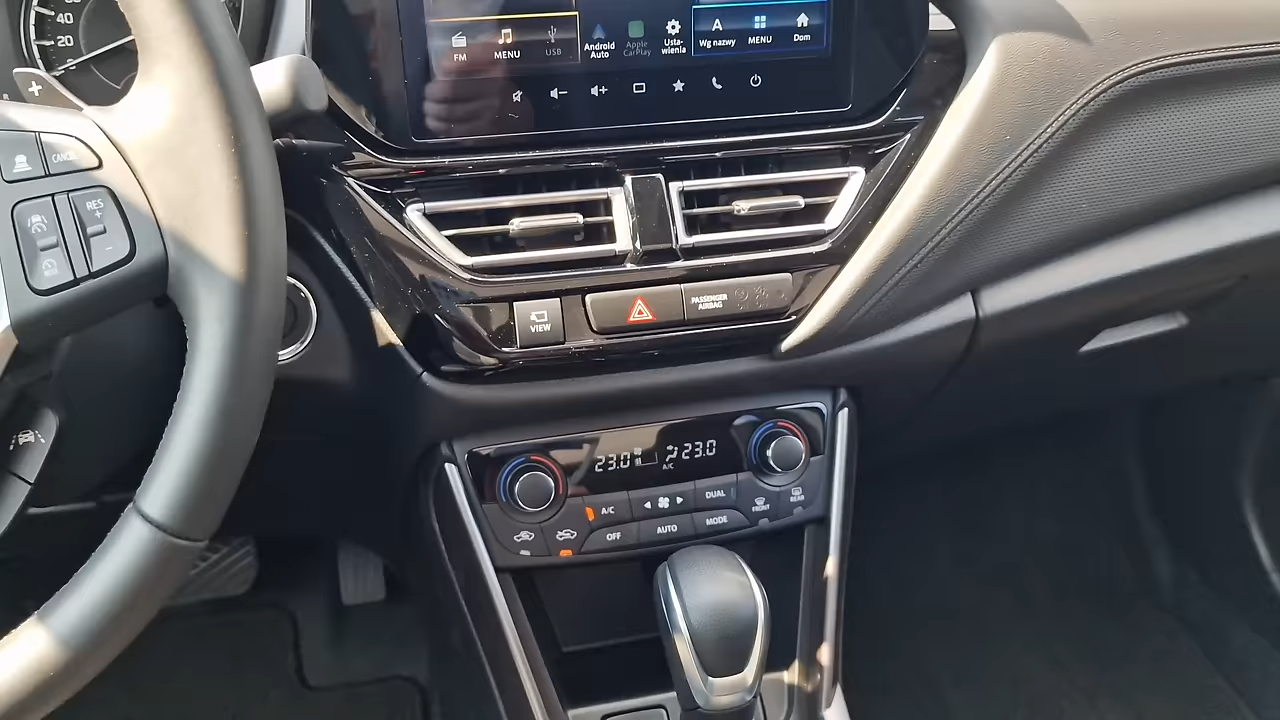 40
20
+
CANCEL
RES
+
-
FM
MENU
USB
Android
Auto
Apple
CarPlay
Usta-
wienia
A
Wg nazwy
MENU
Dom
VIEW
PASSENGER
AIRBAG
23.0
A/C
23.0
A/C
DUAL
FRONT
REAR
OFF
AUTO
MODE